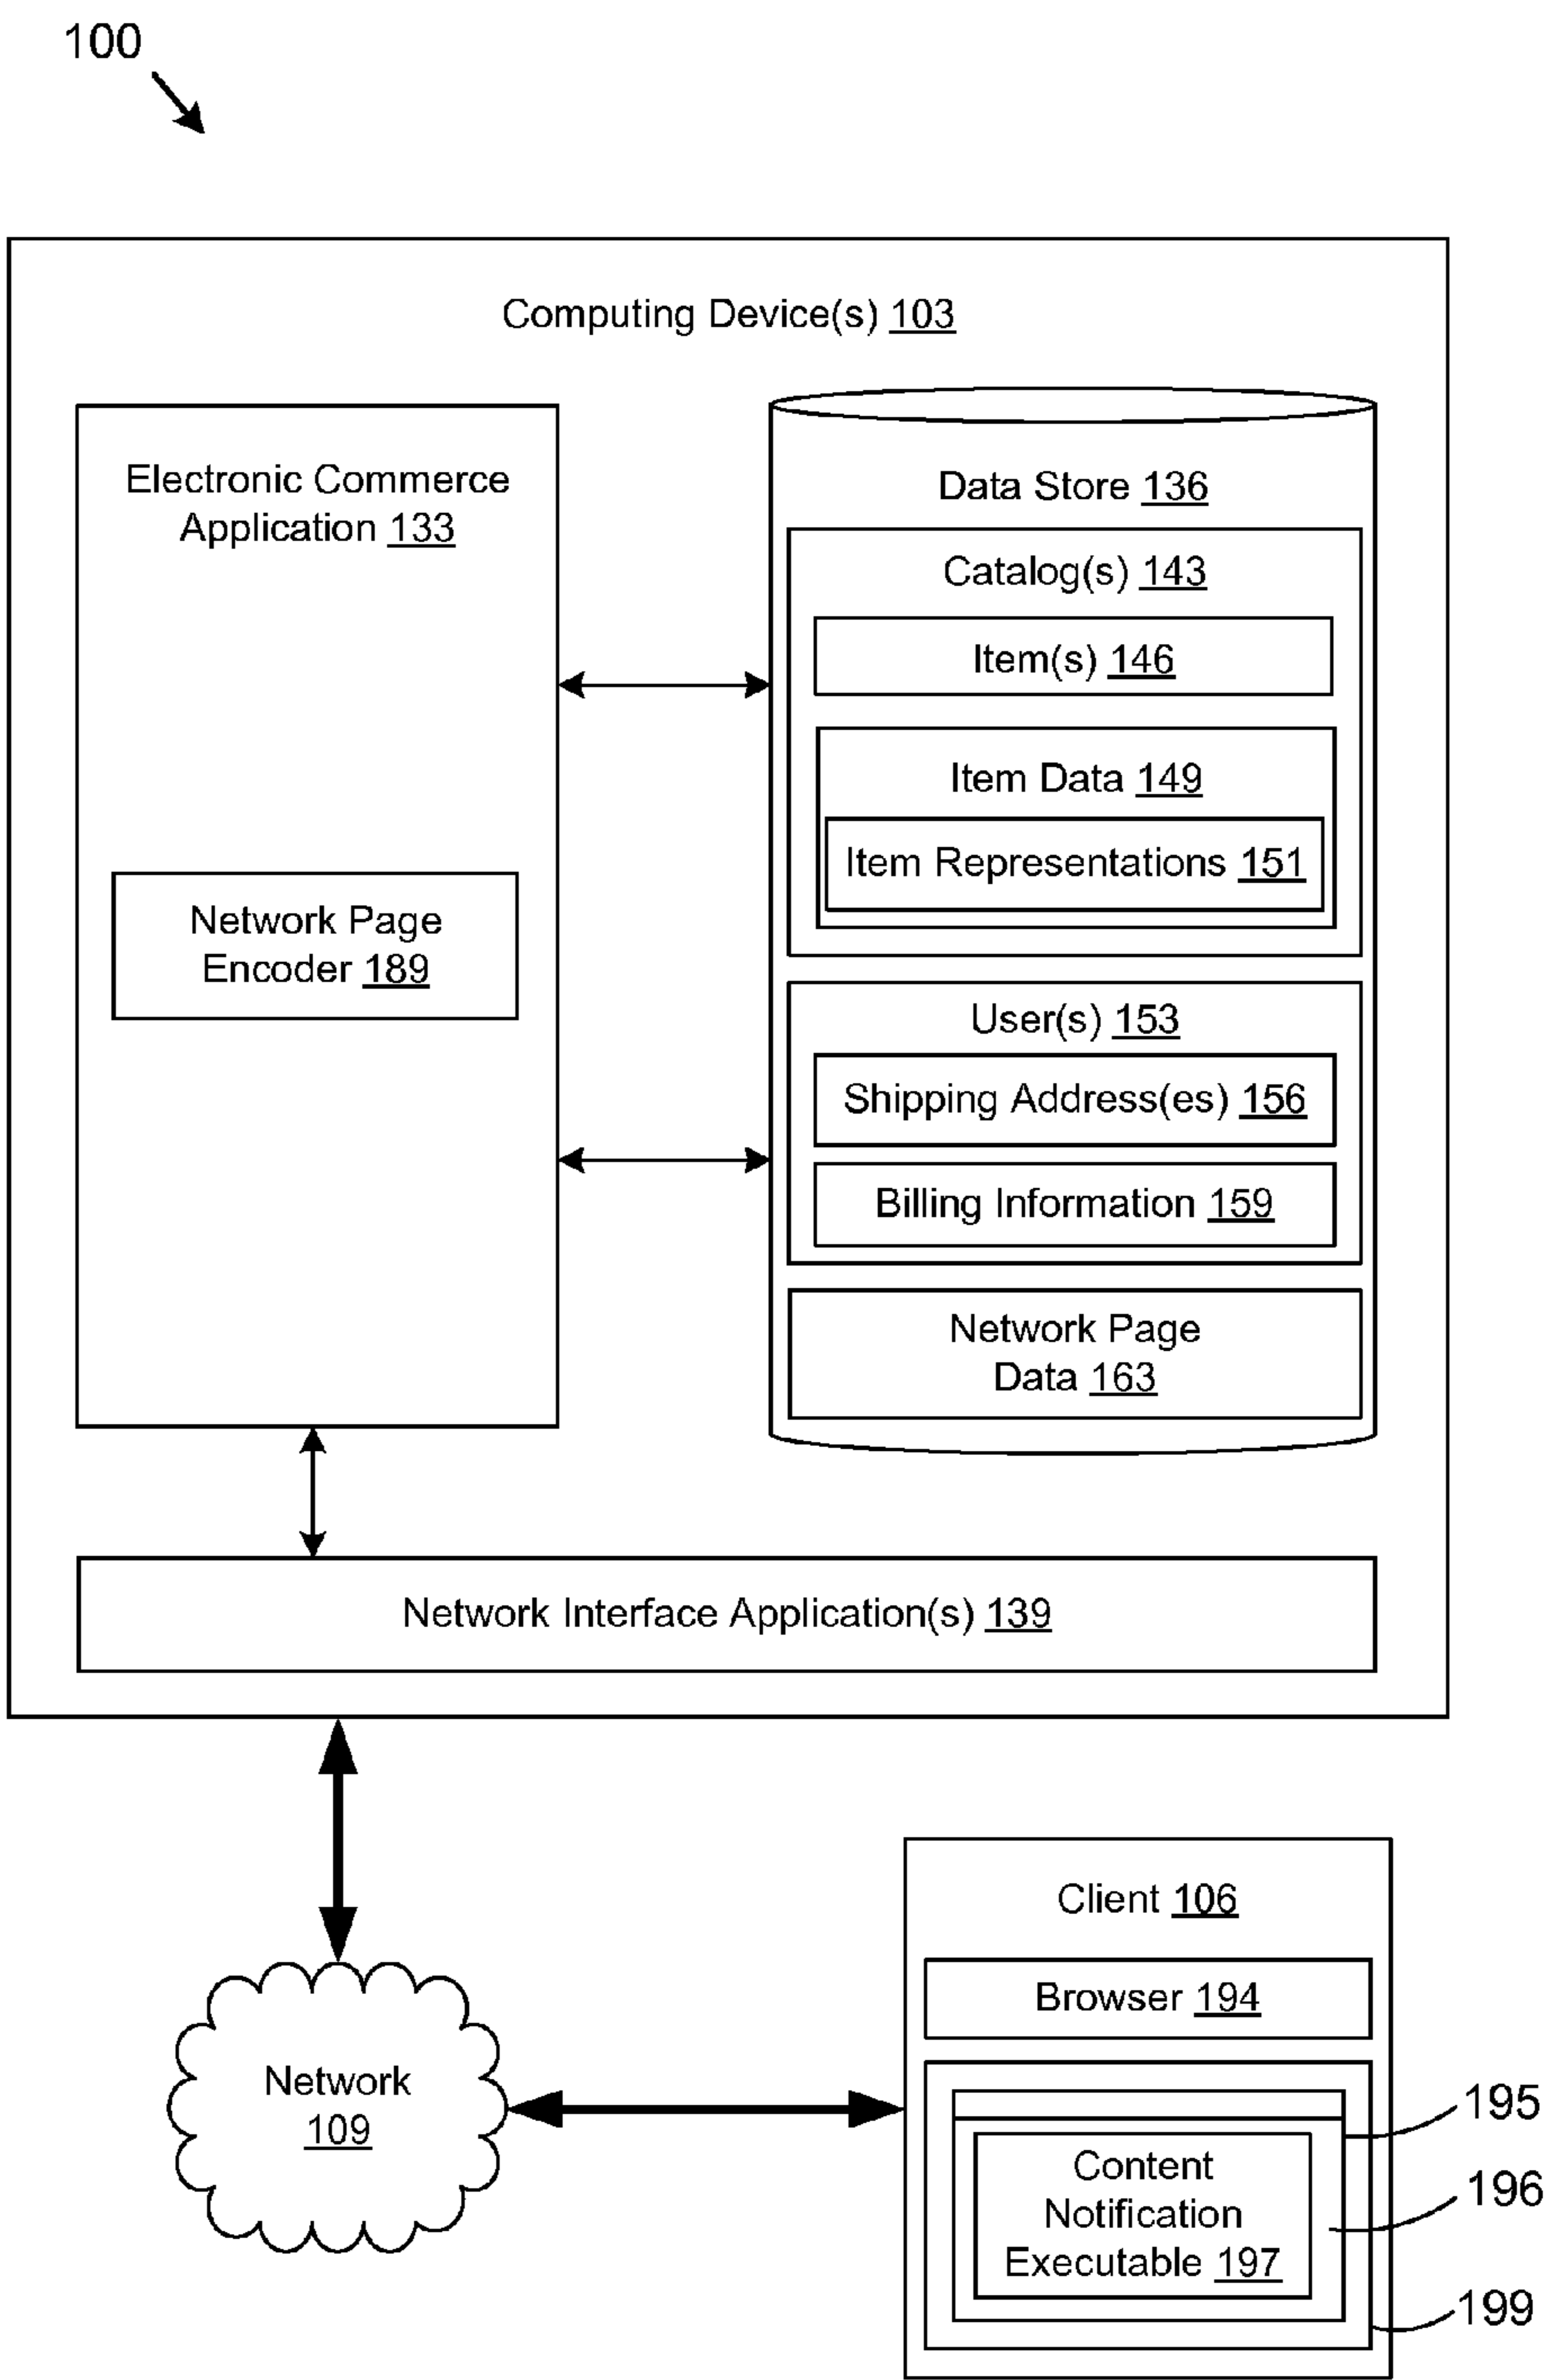 100
Computing Device(s) 103
Electronic Commerce
Application 133
Network Page
Encoder 189
Data Store 136
Catalog(s) 143
Item(s) 146
Item Data 149
Item Representations 151
User(s) 153
Shipping Address(es) 156
Billing Information 159
Network Page
Data 163
Network Interface Application(s) 139
Network
109
Client 106
Browser 194
Content
Notification
Executable 197
195
196
199